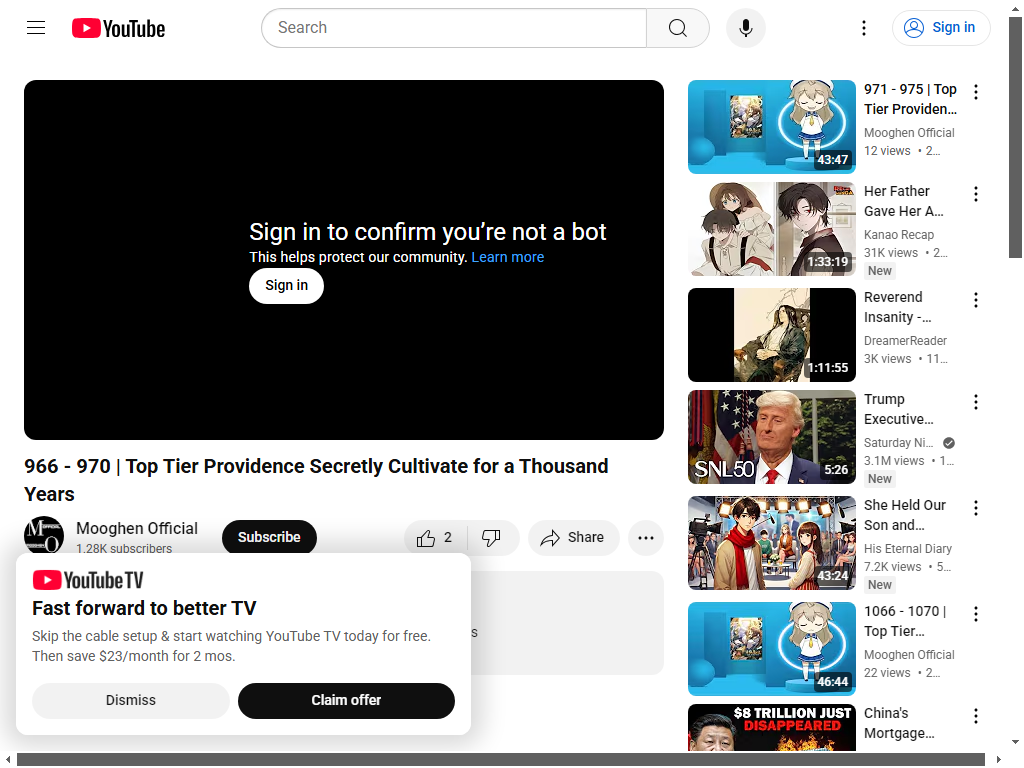 YouTube
Search
Sign in
Sign in to confirm you're not a bot
This helps protect our community. Learn more
Sign in
966 - 970 | Top Tier Providence Secretly Cultivate for a Thousand
Years
Mooghen Official
1.28K subscribers
Subscribe
2
Share
s
YouTube TV
Fast forward to better TV
Skip the cable setup & start watching YouTube TV today for free.
Then save $23/month for 2 mos.
Dismiss
Claim offer
43:47
971 - 975 | Top
Tier Providen...
Mooghen Official
12 views • 2...
1:33:19
Her Father
Gave Her A...
Kanao Recap
31K views • 2...
New
1:11:55
Reverend
Insanity -...
DreamerReader
3K views • 11...
SNL50
5:26
Trump
Executive...
Saturday Ni...
3.1M views • 1...
New
43:24
She Held Our
Son and...
His Eternal Diary
7.2K views • 5...
New
46:44
1066 - 1070 |
Top Tier...
Mooghen Official
22 views • 2...
$8 TRILLION JUST
DISAPPEARED
China's
Mortgage...